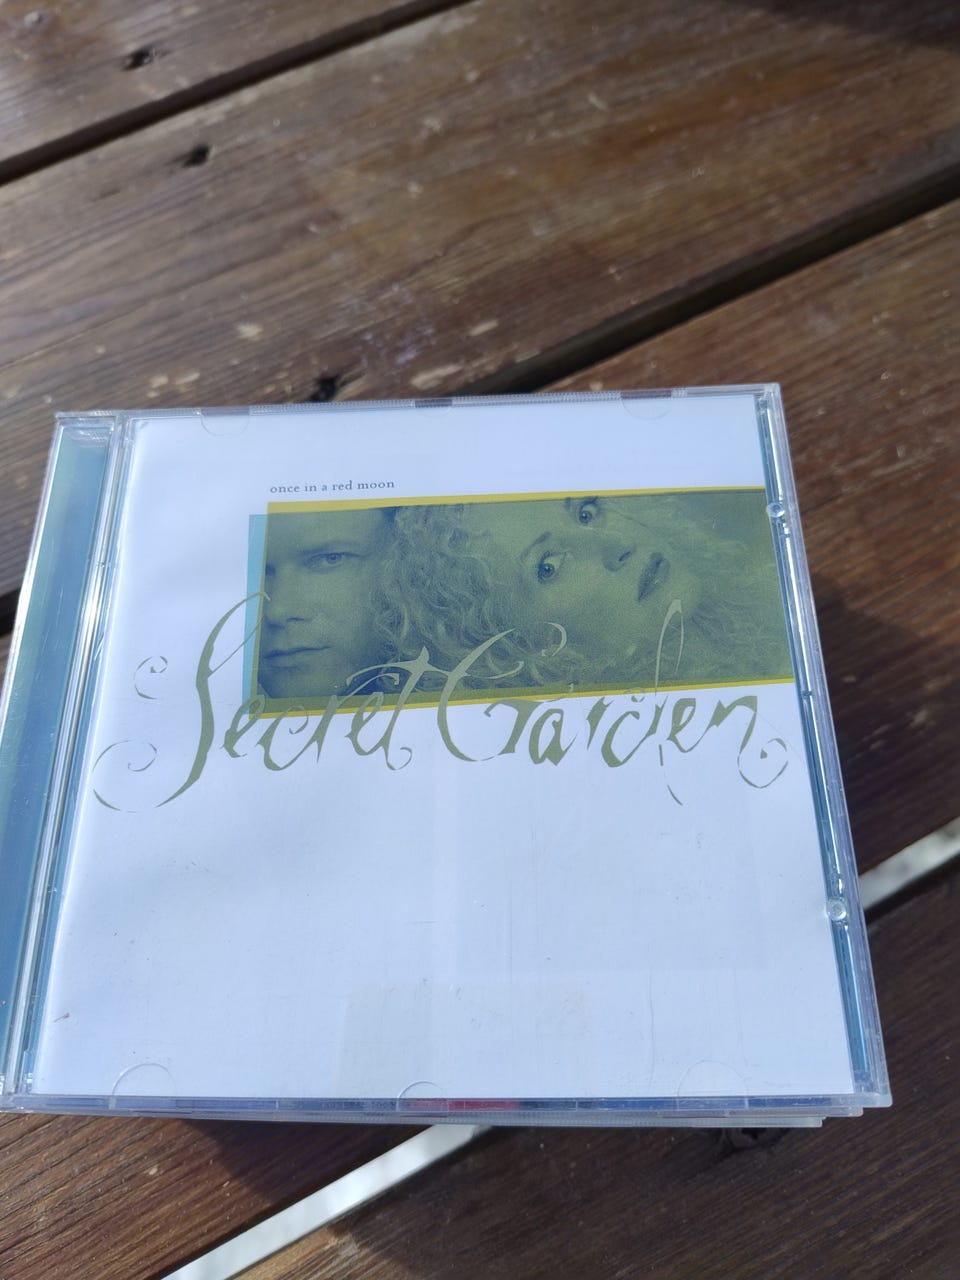 once in a red moon
Secret Garden